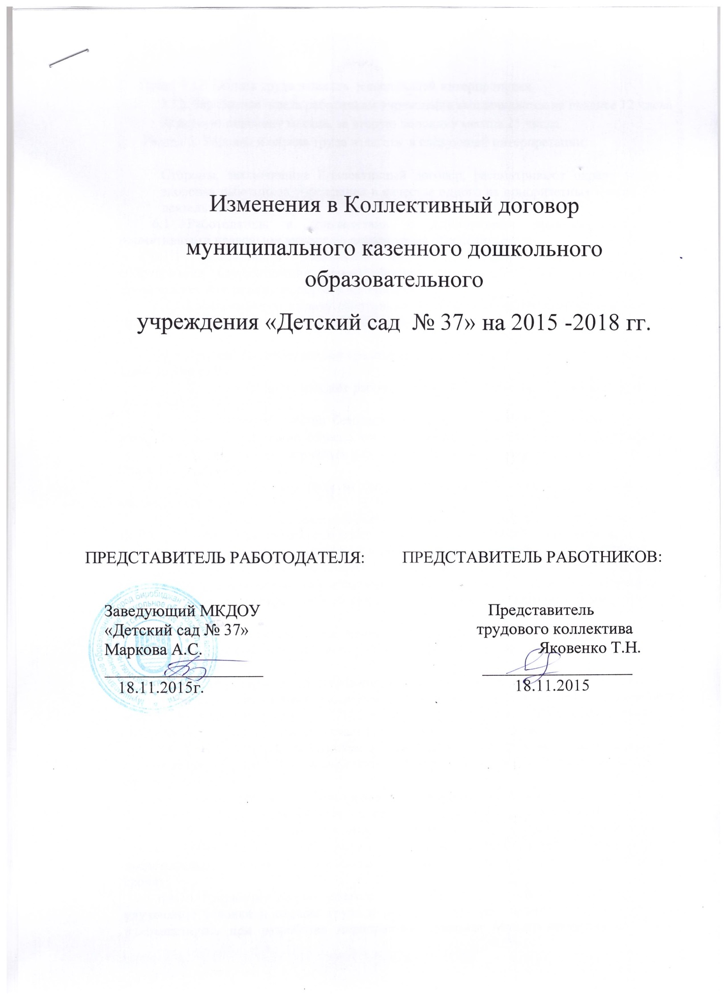 Изменения в Коллективный договор
муниципального казенного дошкольного
образовательного
учреждения «Детский сад № 37» на 2015 -2018 гг.
ПРЕДСТАВИТЕЛЬ РАБОТОДАТЕЛЯ:
Заведующий МКДОУ
«Детский сад № 37»
Маркова А.С.
18.11.2015г.
ПРЕДСТАВИТЕЛЬ РАБОТНИКОВ:
Представитель
трудового коллектива
Яковенко Т.Н.
18.11.2015